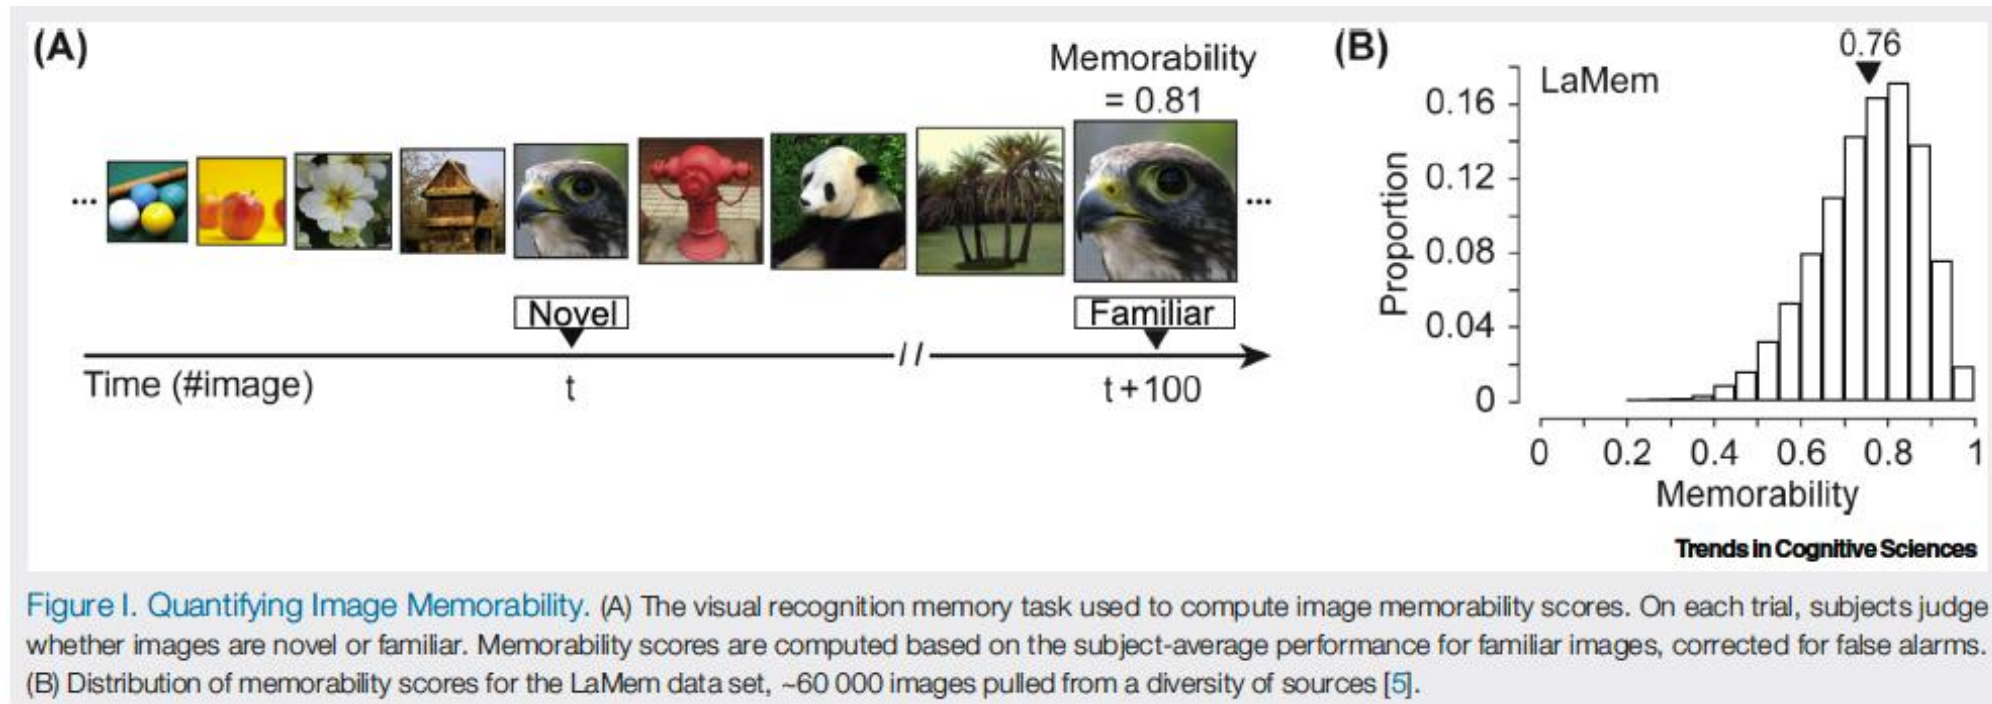 (A)
Memorability
= 0.81
...
...
Novel
Familiar
Time (#image)
t
t+100
(B)
0.76
LaMem
Proportion
0.16
0.12
0.08
0.04
0
0
0.2
0.4
0.6
0.8
1
Memorability
Trends in Cognitive Sciences
Figure I. Quantifying Image Memorability. (A) The visual recognition memory task used to compute image memorability scores. On each trial, subjects judge
whether images are novel or familiar. Memorability scores are computed based on the subject-average performance for familiar images, corrected for false alarms.
(B) Distribution of memorability scores for the LaMem data set, ~60 000 images pulled from a diversity of sources [5].